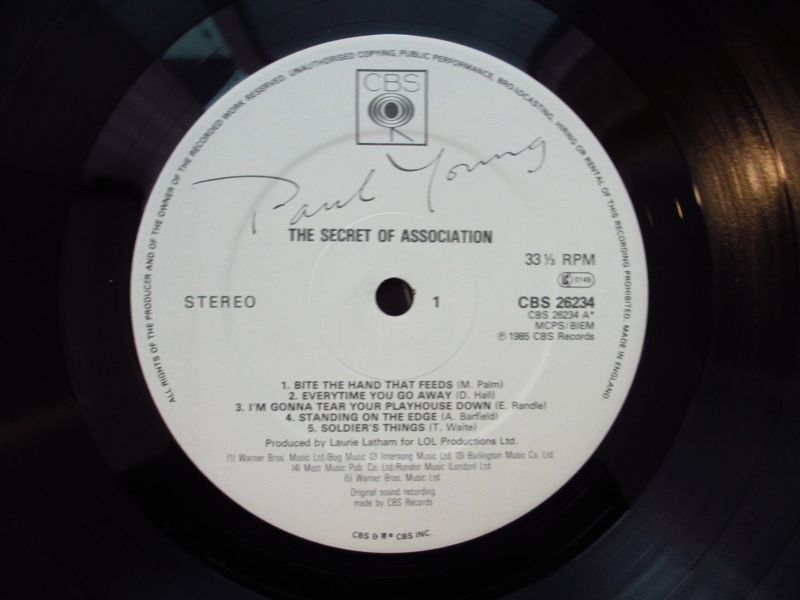 ALL RIGHTS OF THE PRODUCER AND OF THE OWNER OF THE RECORDED WORK RESERVED. UNAUTHORISED COPYING, PUBLIC PERFORMANCE, BROADCASTING, HIRING OR RENTAL OF THIS RECORDING PROHIBITED. MADE IN ENGLAND
CBS
Paul Young
THE SECRET OF ASSOCIATION
33⅓ RPM
0149
STEREO
1
CBS 26234
CBS 26234 A*
MCPS/BIEM
℗ 1985 CBS Records
1. BITE THE HAND THAT FEEDS (M. Palm)
2. EVERYTIME YOU GO AWAY (D. Hall)
3. I'M GONNA TEAR YOUR PLAYHOUSE DOWN (E. Randle)
4. STANDING ON THE EDGE (A. Barfield)
5. SOLDIER'S THINGS (T. Waite)
Produced by Laurie Latham for LOL Productions Ltd.
(1) Warner Bros. Music Ltd/Bug Music (2) Intersong Music Ltd. (3) Burlington Music Co. Ltd.
(4) Most Music Pub. Co. Ltd/Rondor Music (London) Ltd.
(5) Warner Bros. Music Ltd.
Original sound recording
made by CBS Records
CBS & ® CBS INC.